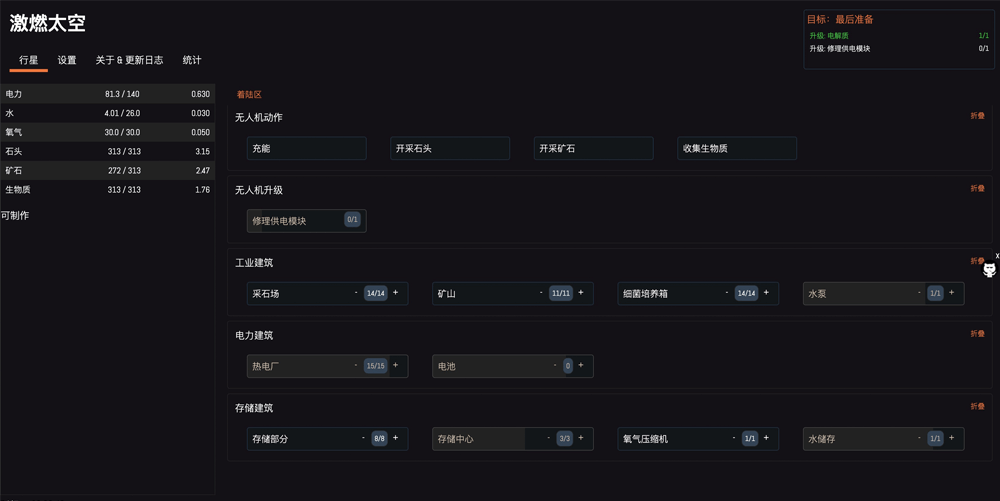 激燃太空
目标: 最后准备
升级: 电解质 1/1
升级: 修理供电模块 0/1
行星 设置 关于 & 更新日志 统计
电力 81.3 / 140 0.630
水 4.01 / 26.0 0.030
氧气 30.0 / 30.0 0.050
石头 313 / 313 3.15
矿石 272 / 313 2.47
生物质 313 / 313 1.76
可制作
着陆区
无人机动作 折叠
充能 开采石头 开采矿石 收集生物质
无人机升级 折叠
修理供电模块 0/1
x
工业建筑 折叠
采石场 - 14/14 + 矿山 - 11/11 + 细菌培养箱 - 14/14 + 水泵 - 1/1 +
电力建筑 折叠
热电厂 - 15/15 + 电池 - 0 +
存储建筑 折叠
存储部分 - 8/8 + 存储中心 - 3/3 + 氧气压缩机 - 1/1 + 水储存 - 1/1 +